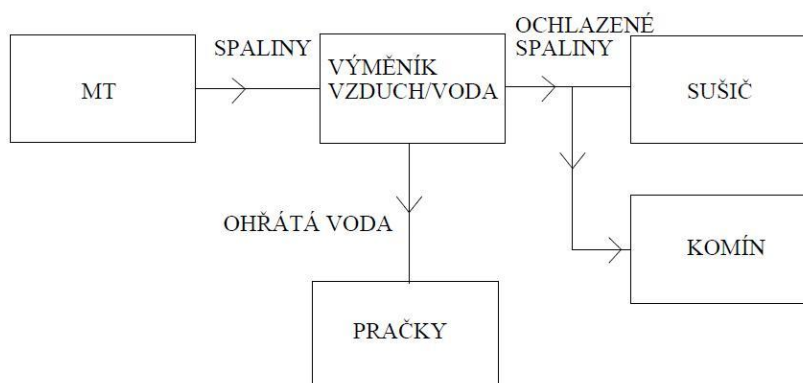 MT
SPALINY
VÝMĚNÍK
VZDUCH/VODA
OCHLAZENÉ
SPALINY
SUŠIČ
OHŘÁTÁ VODA
KOMÍN
PRAČKY